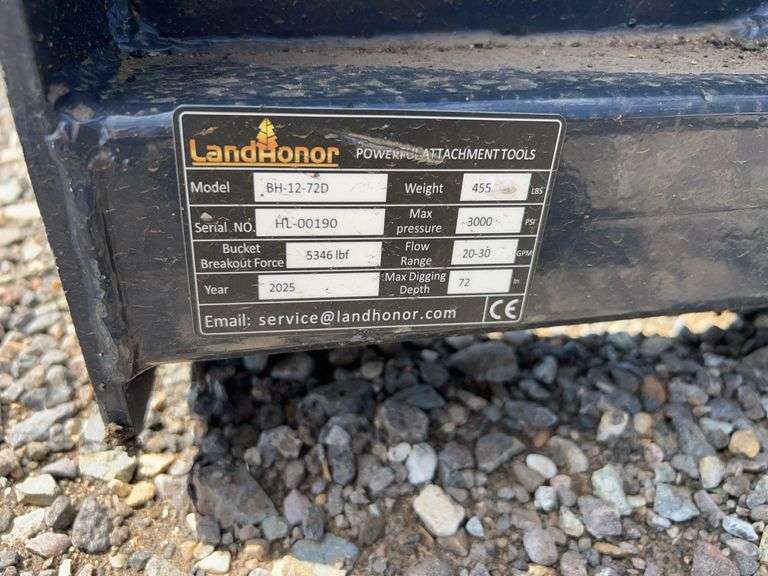 LandHonor POWERFUL ATTACHMENT TOOLS
Model BH-12-72D Weight 455 LBS
Serial NO. HL-00190 Max pressure 3000 PSI
Bucket Breakout Force 5346 lbf Flow Range 20-30 GPM
Year 2025 Max Digging Depth 72 In
Email: service@landhonor.com CE